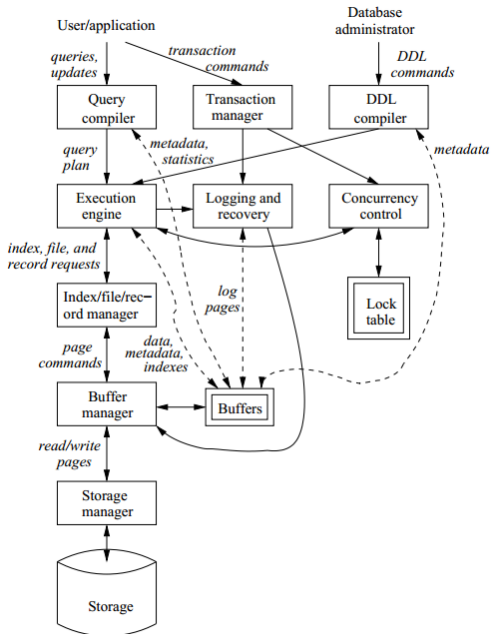 User/application
Database
administrator
queries,
updates
transaction
commands
DDL
commands
Query
compiler
Transaction
manager
DDL
compiler
query
plan
metadata,
statistics
metadata
Execution
engine
Logging and
recovery
Concurrency
control
index, file, and
record requests
Index/file/rec-
ord manager
log
pages
Lock
table
page
commands
data,
metadata,
indexes
Buffer
manager
Buffers
read/write
pages
Storage
manager
Storage